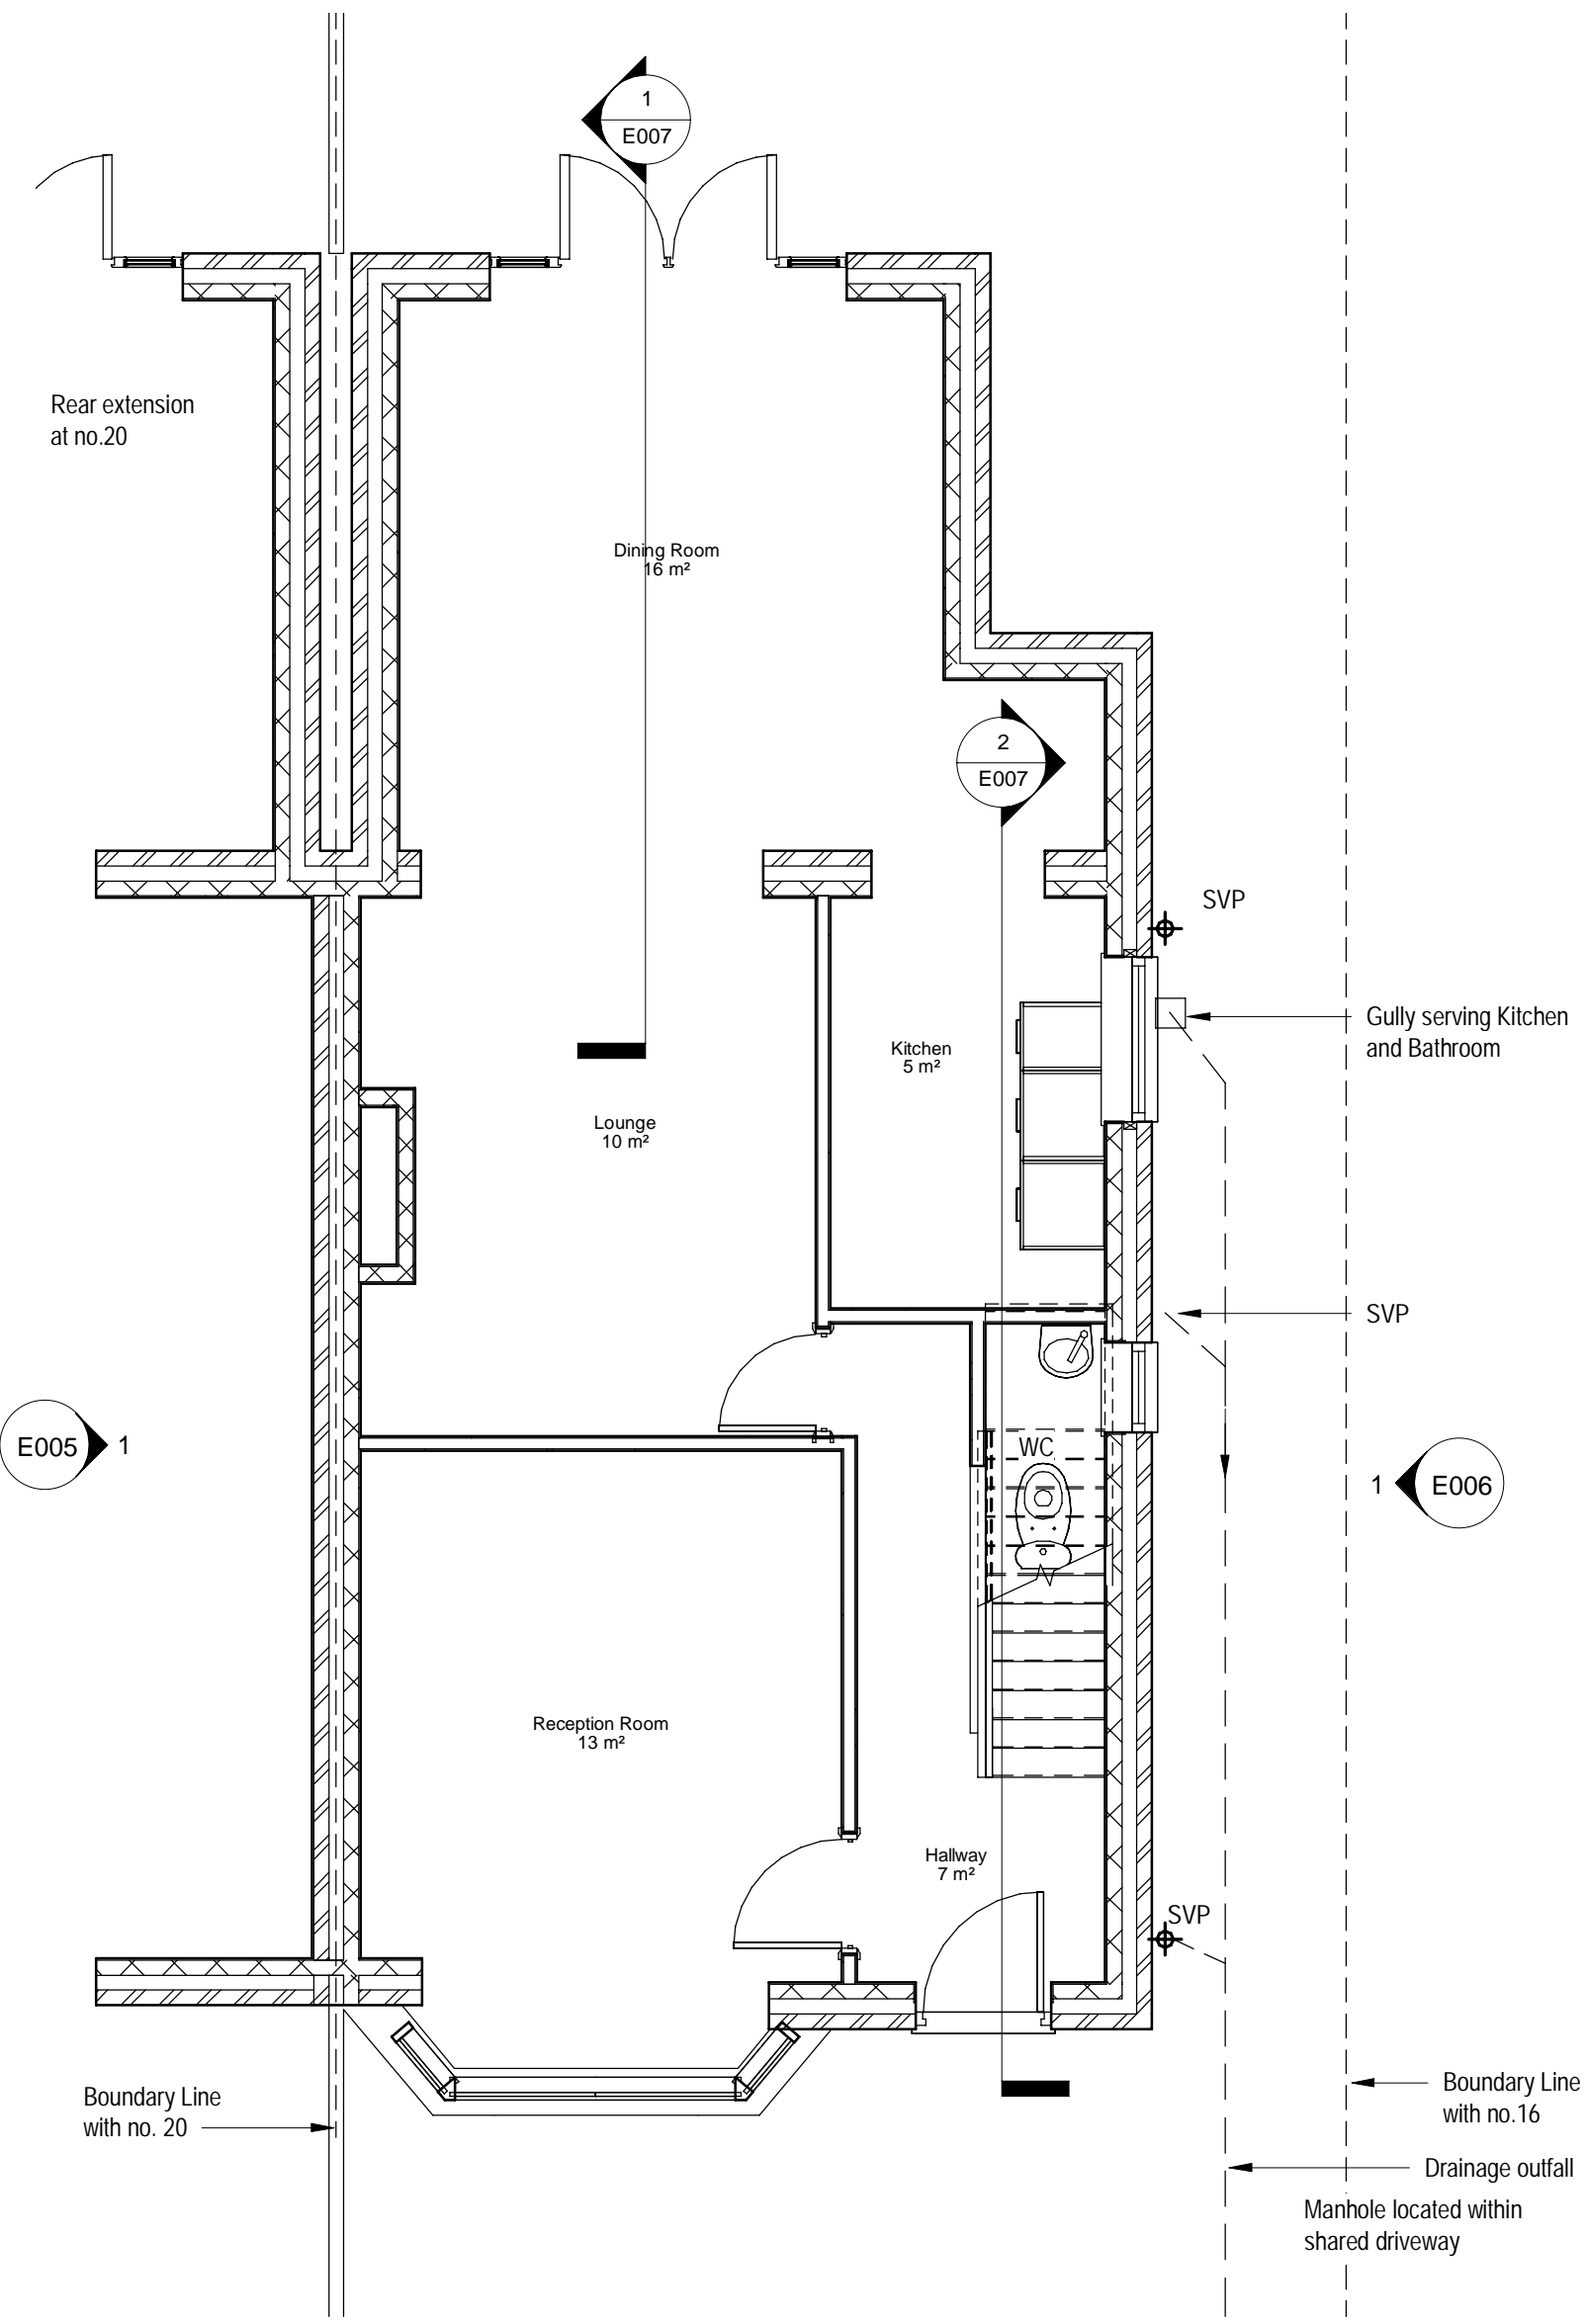 1
E007
Rear extension
at no.20
Dining Room
16 m²
2
E007
SVP
Gully serving Kitchen
and Bathroom
Kitchen
5 m²
Lounge
10 m²
SVP
E005
1
WC
1
E006
Reception Room
13 m²
Hallway
7 m²
SVP
Boundary Line
with no. 20
Boundary Line
with no.16
Drainage outfall
Manhole located within
shared driveway